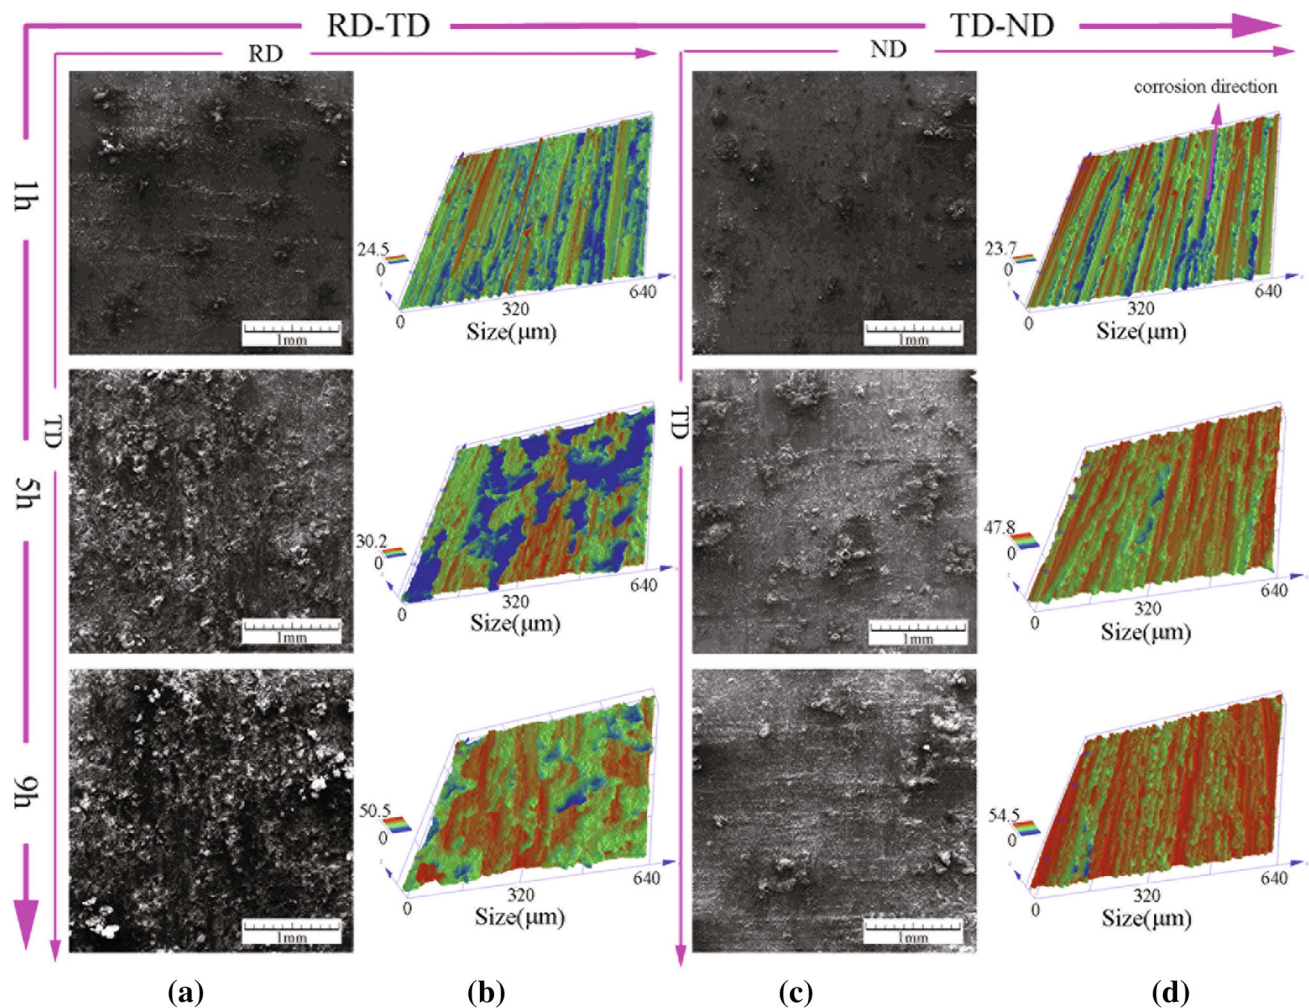 RD-TD
TD-ND
RD
ND
corrosion direction
1h
24.5
0
0
320
640
Size(μm)
1mm
23.7
0
0
320
640
Size(μm)
1mm
TD
TD
5h
30.2
0
0
320
640
Size(μm)
1mm
47.8
0
0
320
640
Size(μm)
1mm
9h
50.5
0
0
320
640
Size(μm)
1mm
54.5
0
0
320
640
Size(μm)
1mm
(a)
(b)
(c)
(d)